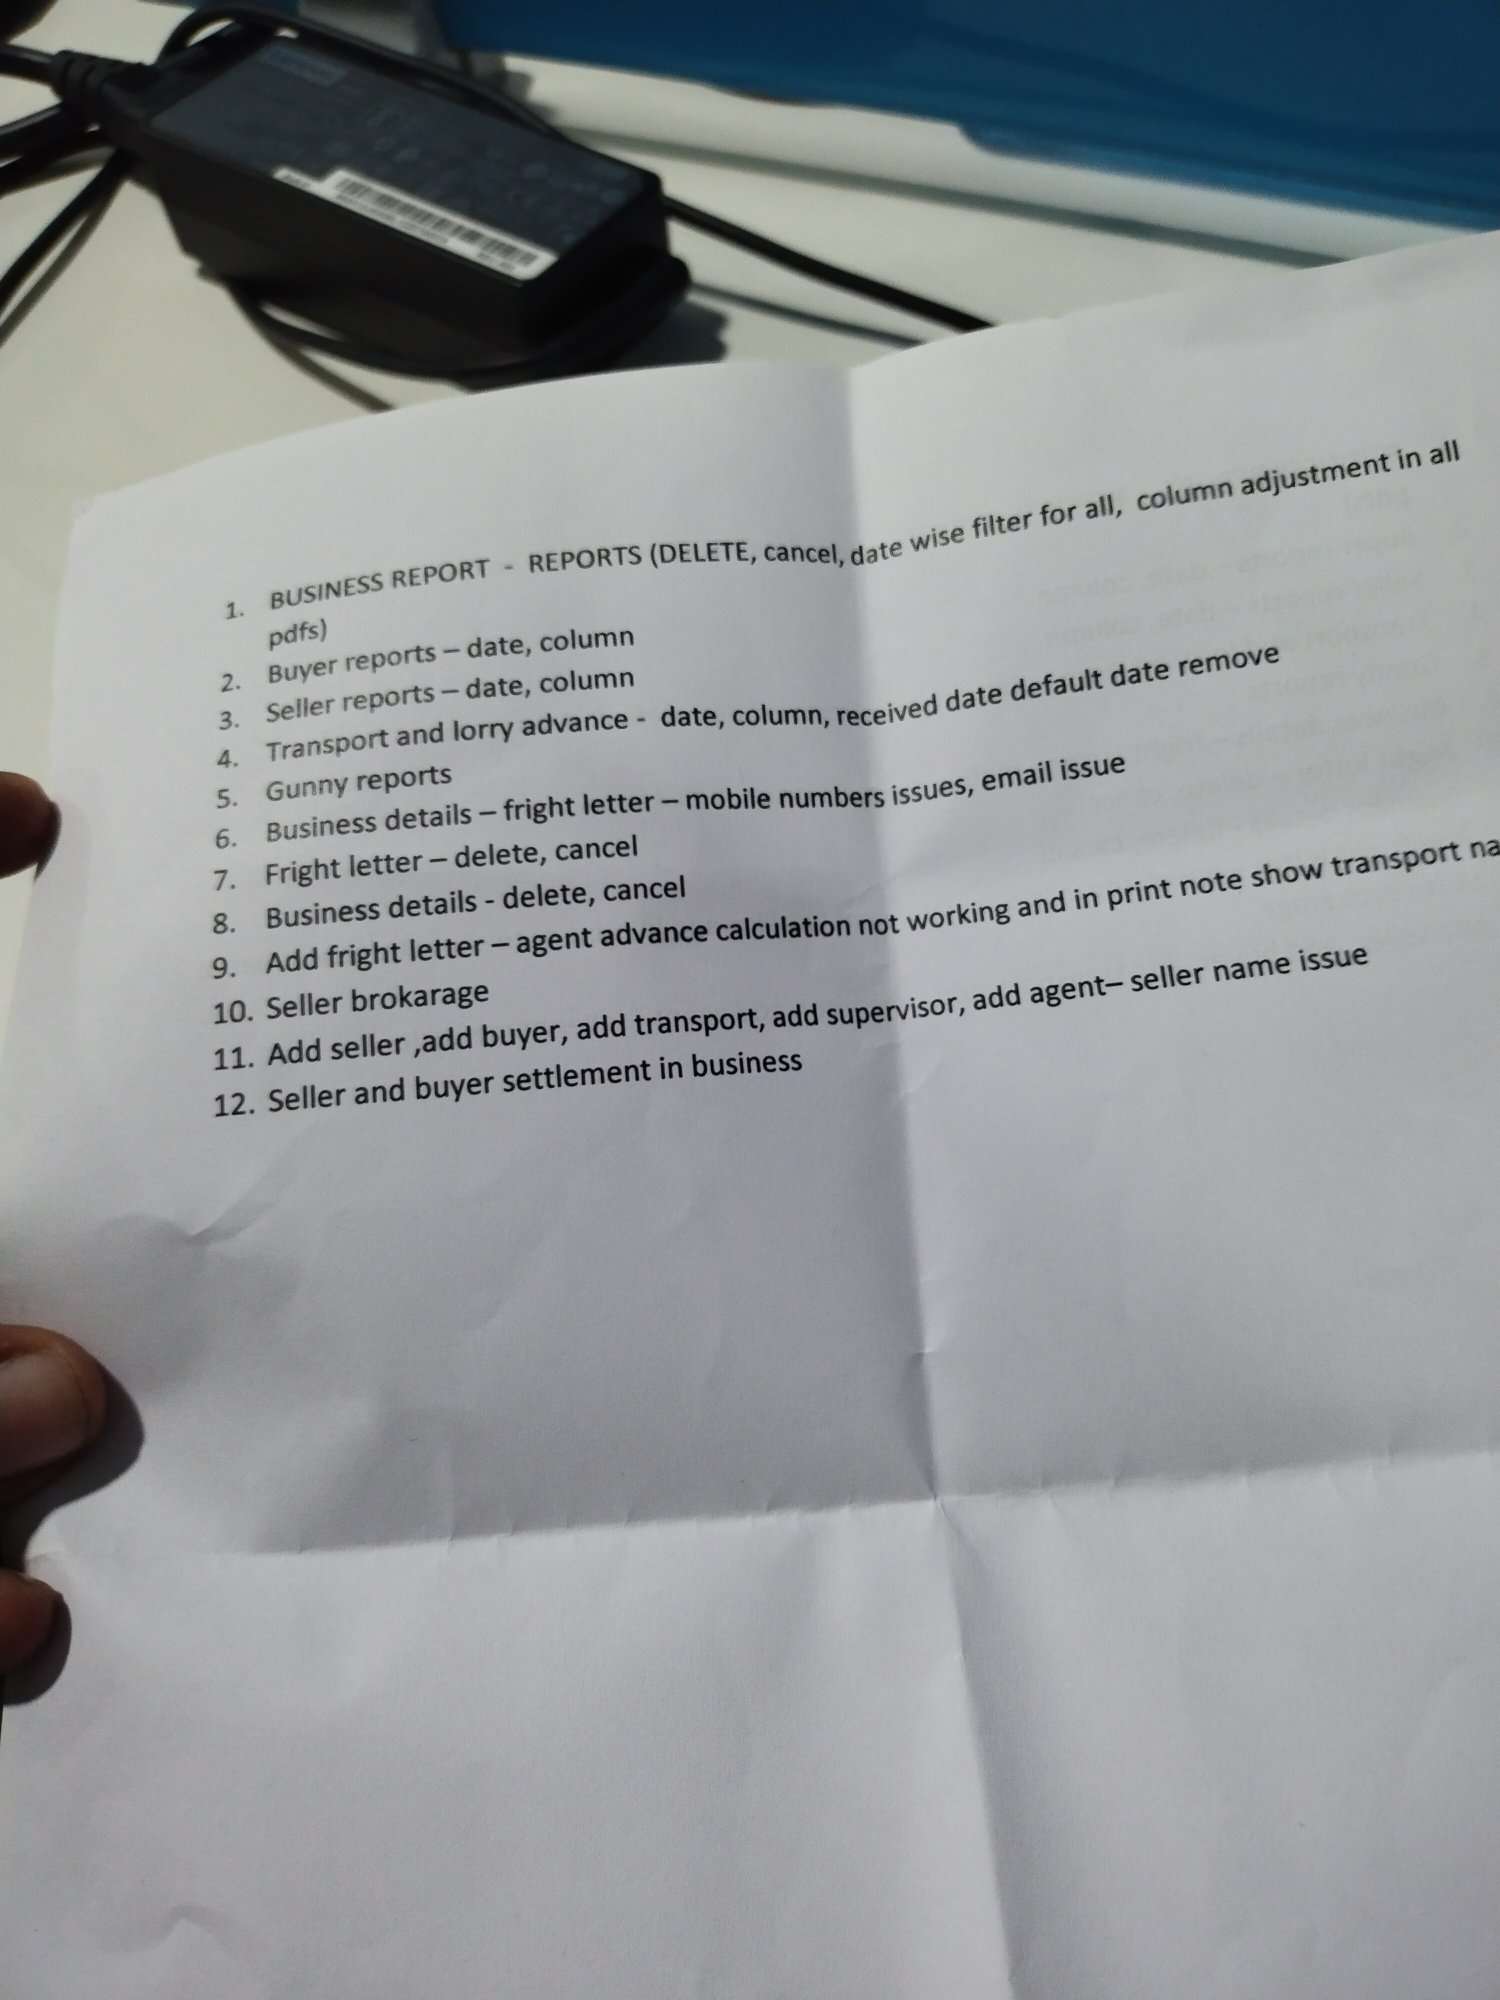 1. BUSINESS REPORT - REPORTS (DELETE, cancel, date wise filter for all, column adjustment in all
pdfs)
2. Buyer reports – date, column
3. Seller reports – date, column
4. Transport and lorry advance - date, column, received date default date remove
5. Gunny reports
6. Business details – fright letter – mobile numbers issues, email issue
7. Fright letter – delete, cancel
8. Business details - delete, cancel
9. Add fright letter – agent advance calculation not working and in print note show transport na
10. Seller brokarage
11. Add seller ,add buyer, add transport, add supervisor, add agent– seller name issue
12. Seller and buyer settlement in business